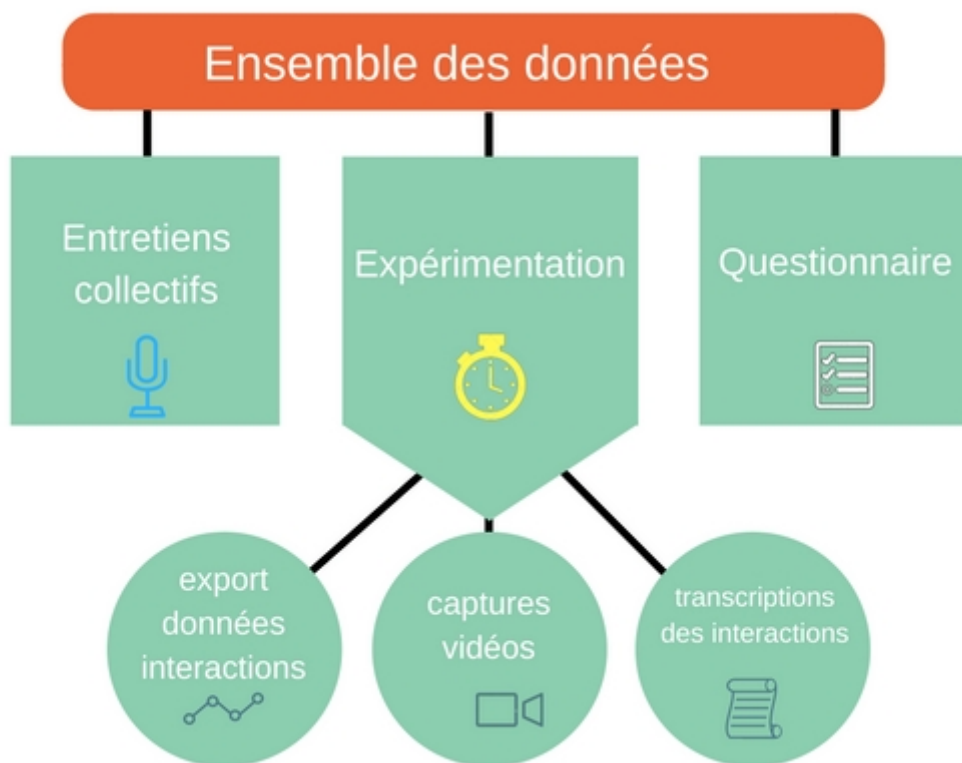 Ensemble des données
Entretiens
collectifs
Expérimentation
Questionnaire
export
données
interactions
captures
vidéos
transcriptions
des interactions